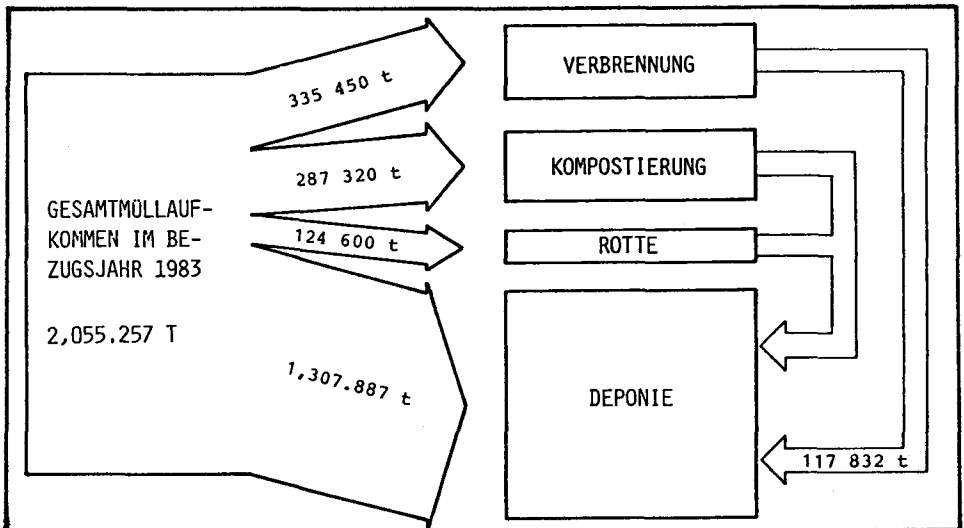 GESAMTMÜLLAUF-
KOMMEN IM BE-
ZUGSJAHR 1983
2,055.257 T
335 450 t
287 320 t
124 600 t
1,307.887 t
VERBRENNUNG
KOMPOSTIERUNG
ROTTE
DEPONIE
117 832 t